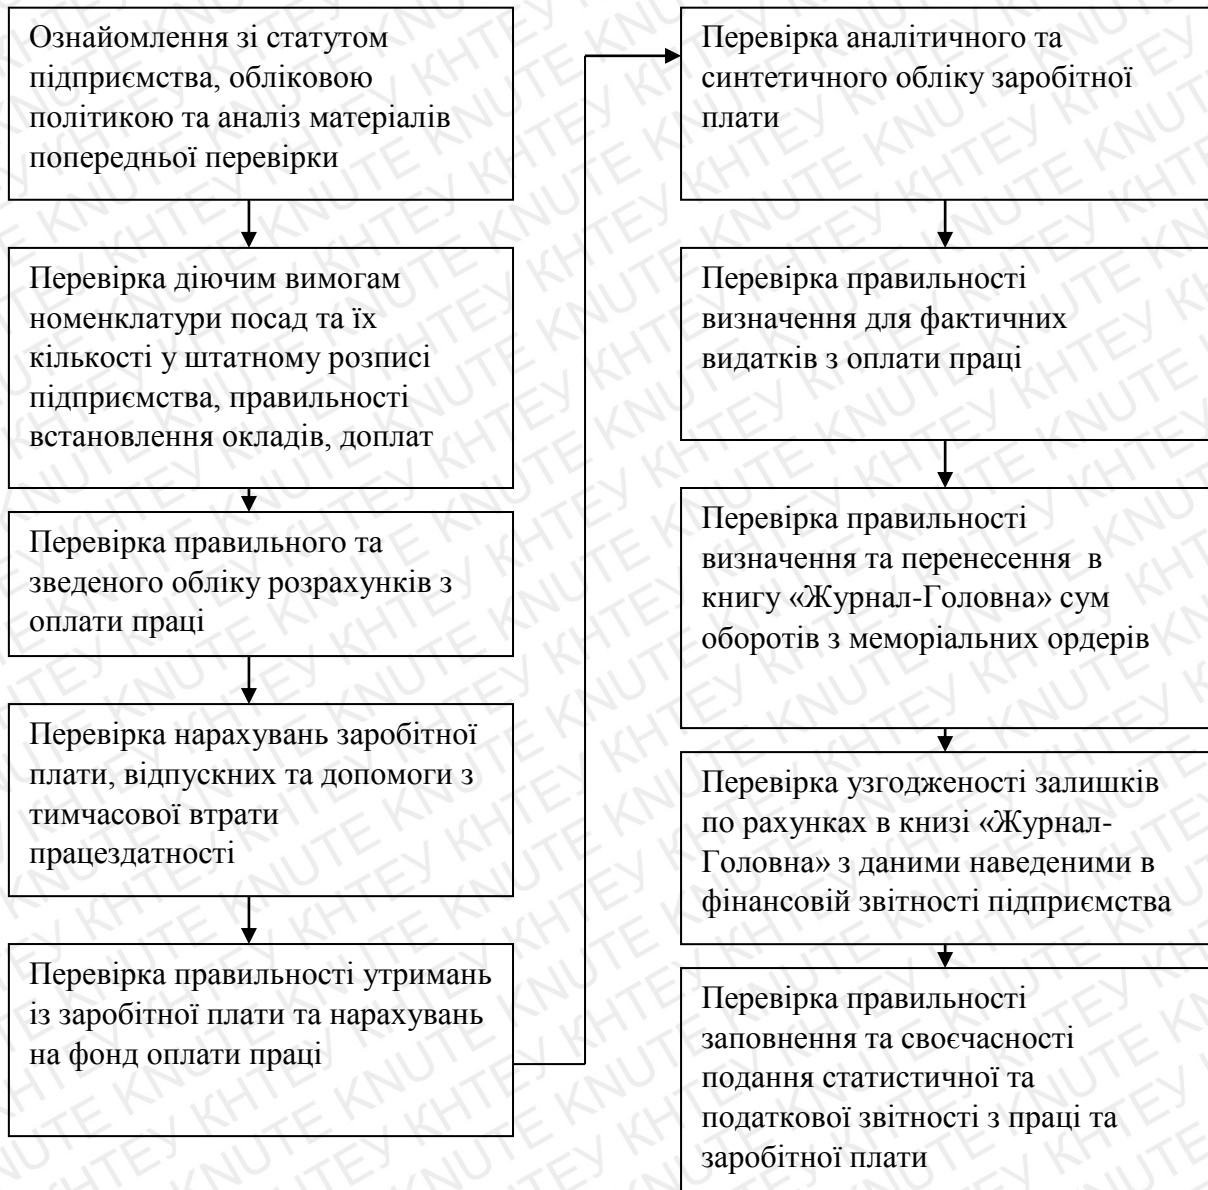 Ознайомлення зі статутом
підприємства, обліковою
політикою та аналіз матеріалів
попередньої перевірки
Перевірка діючим вимогам
номенклатури посад та їх
кількості у штатному розписі
підприємства, правильності
встановлення окладів, доплат
Перевірка правильного та
зведеного обліку розрахунків з
оплати праці
Перевірка нарахувань заробітної
плати, відпускних та допомоги з
тимчасової втрати
працездатності
Перевірка правильності утримань
із заробітної плати та нарахувань
на фонд оплати праці
Перевірка аналітичного та
синтетичного обліку заробітної
плати
Перевірка правильності
визначення для фактичних
видатків з оплати праці
Перевірка правильності
визначення та перенесення в
книгу «Журнал-Головна» сум
оборотів з меморіальних ордерів
Перевірка узгодженості залишків
по рахунках в книзі «Журнал-
Головна» з даними наведеними в
фінансовій звітності підприємства
Перевірка правильності
заповнення та своєчасності
подання статистичної та
податкової звітності з праці та
заробітної плати